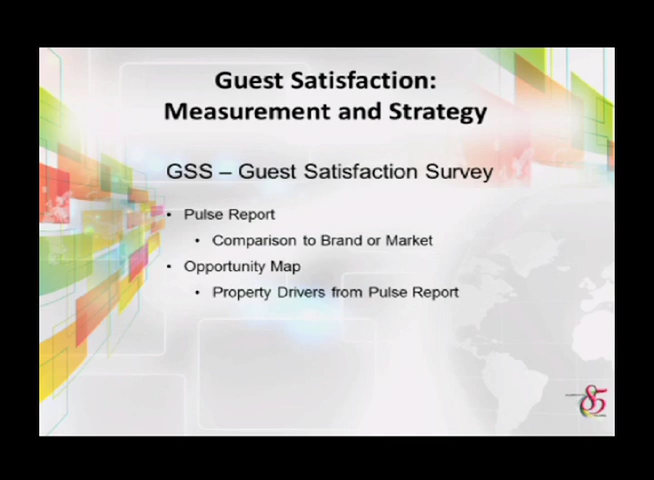 Guest Satisfaction:
Measurement and Strategy
GSS – Guest Satisfaction Survey
• Pulse Report
• Comparison to Brand or Market
• Opportunity Map
• Property Drivers from Pulse Report
85